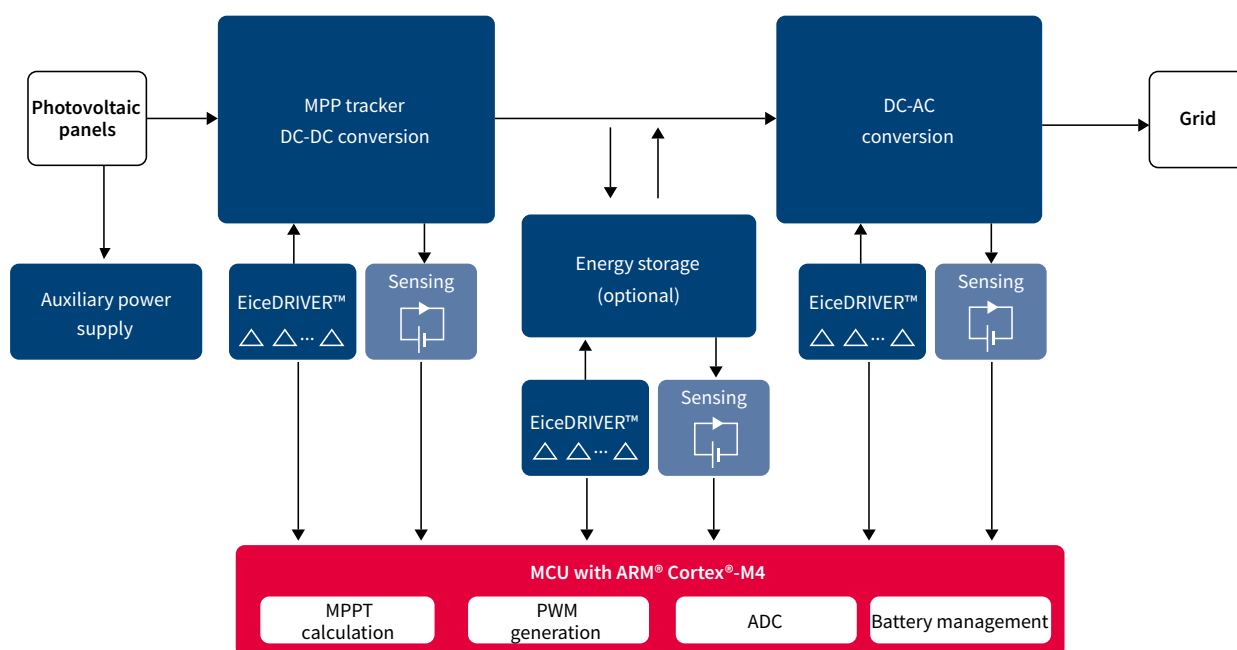 Photovoltaic
panels
MPP tracker
DC-DC conversion
DC-AC
conversion
Grid
Auxiliary power
supply
EiceDRIVER™
...
Sensing
Energy storage
(optional)
EiceDRIVER™
...
Sensing
EiceDRIVER™
...
Sensing
MCU with ARM® Cortex®-M4
MPPT
calculation
PWM
generation
ADC
Battery management